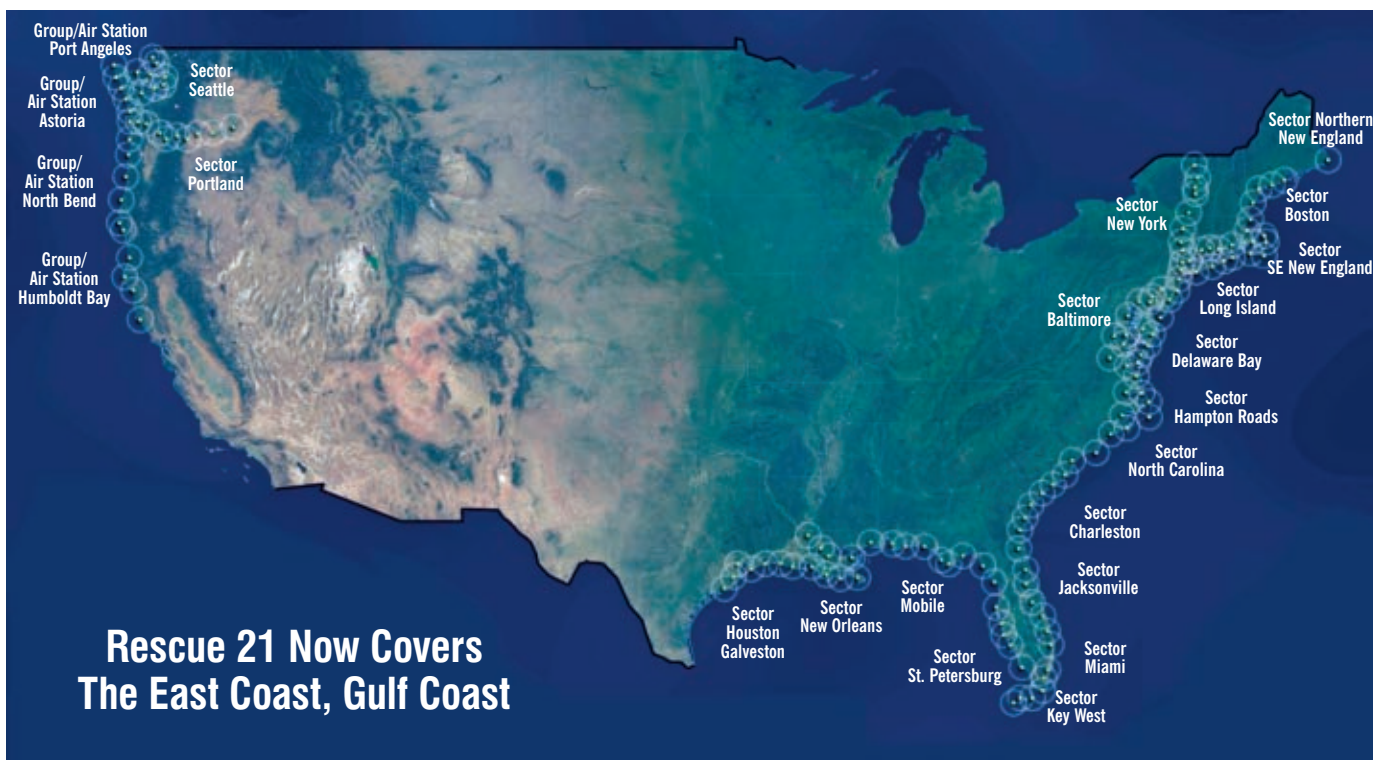 Group/Air Station
Port Angeles
Sector
Seattle
Group/
Air Station
Astoria
Sector
Portland
Group/
Air Station
North Bend
Group/
Air Station
Humboldt Bay
Sector Northern
New England
Sector
Boston
Sector
New York
Sector
SE New England
Sector
Long Island
Sector
Baltimore
Sector
Delaware Bay
Sector
Hampton Roads
Sector
North Carolina
Sector
Charleston
Sector
Jacksonville
Sector
Mobile
Sector
New Orleans
Sector
Houston
Galveston
Sector
St. Petersburg
Sector
Miami
Sector
Key West
Rescue 21 Now Covers
The East Coast, Gulf Coast